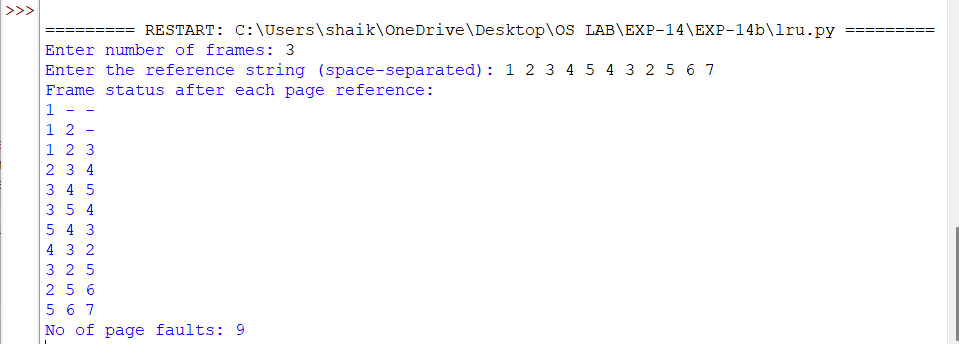 >>>
========= RESTART: C:\Users\shaik\OneDrive\Desktop\OS LAB\EXP-14\EXP-14b\lru.py =========
Enter number of frames: 3
Enter the reference string (space-separated): 1 2 3 4 5 4 3 2 5 6 7
Frame status after each page reference:
1 - -
1 2 -
1 2 3
2 3 4
3 4 5
3 5 4
5 4 3
4 3 2
3 2 5
2 5 6
5 6 7
No of page faults: 9